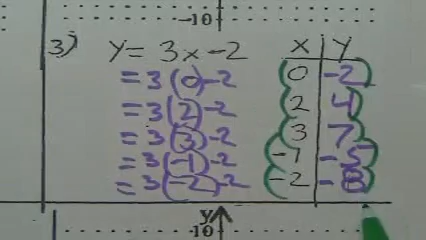 -10
3) Y = 3x -2 X Y
= 3(0)-2 (0 -2)
= 3(2)-2 (2 4)
= 3(3)-2 (3 7)
= 3(-1)-2 (-1 -5)
= 3(-2)-2 (-2 -8)
y
10